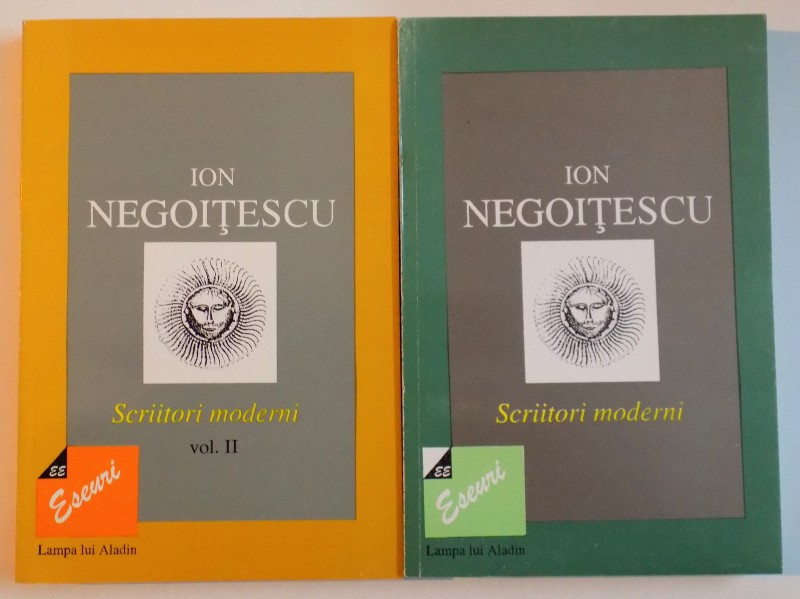 ION
NEGOIŢESCU
Scriitori moderni
vol. II
EE
Eseuri
Lampa lui Aladin
ION
NEGOIŢESCU
Scriitori moderni
EE
Eseuri
Lampa lui Aladin